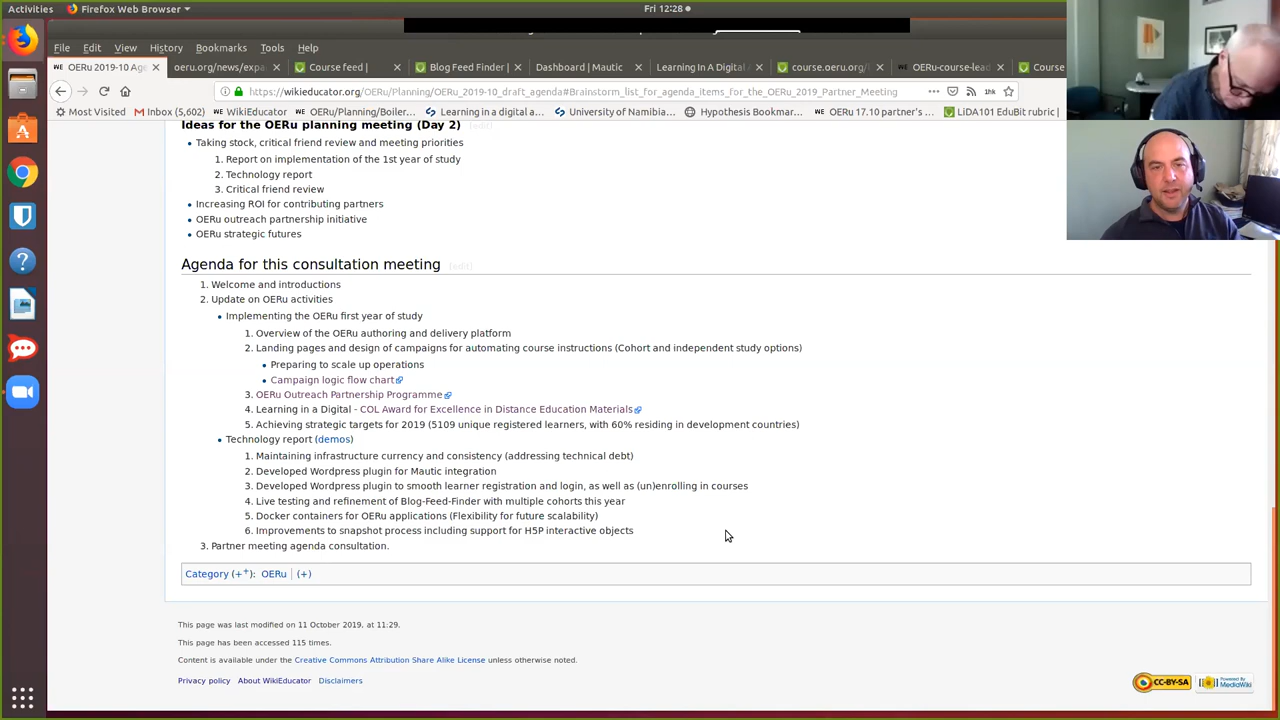 Activities Firefox Web Browser Fri 12:28
File Edit View History Bookmarks Tools Help
OERu 2019-10 Ag oeru.org/news/expa Course feed | Blog Feed Finder | Dashboard | Mautic Learning In A Digital course.oeru.org/ OERu-course-lead Course
https://wikieducator.org/OERu/Planning/OERu_2019-10_draft_agenda#Brainstorm_list_for_agenda_items_for_the_OERu_2019_Partner_Meeting
Most Visited Inbox (5,602) WikiEducator OERu/Planning/Boiler... Learning in a digital a... University of Namibia... Hypothesis Bookmark... OERu 17.10 partner '... LiDA101 EduBit rubric |
Ideas for the OERu planning meeting (Day 2) [edit]
Taking stock, critical friend review and meeting priorities
1. Report on implementation of the 1st year of study
2. Technology report
3. Critical friend review
Increasing ROI for contributing partners
OERu outreach partnership initiative
OERu strategic futures
Agenda for this consultation meeting [edit]
1. Welcome and introductions
2. Update on OERu activities
Implementing the OERu first year of study
1. Overview of the OERu authoring and delivery platform
2. Landing pages and design of campaigns for automating course instructions (Cohort and independent study options)
Preparing to scale up operations
Campaign logic flow chart
3. OERu Outreach Partnership Programme
4. Learning in a Digital - COL Award for Excellence in Distance Education Materials
5. Achieving strategic targets for 2019 (5109 unique registered learners, with 60% residing in development countries)
Technology report (demos)
1. Maintaining infrastructure currency and consistency (addressing technical debt)
2. Developed Wordpress plugin for Mautic integration
3. Developed Wordpress plugin to smooth learner registration and login, as well as (un)enrolling in courses
4. Live testing and refinement of Blog-Feed-Finder with multiple cohorts this year
5. Docker containers for OERu applications (Flexibility for future scalability)
6. Improvements to snapshot process including support for H5P interactive objects
3. Partner meeting agenda consultation.
Category (++): OERu | (+)
This page was last modified on 11 October 2019, at 11:29.
This page has been accessed 115 times.
Content is available under the Creative Commons Attribution Share Alike License unless otherwise noted.
Privacy policy About WikiEducator Disclaimers
CC-BY-SA Powered By MediaWiki